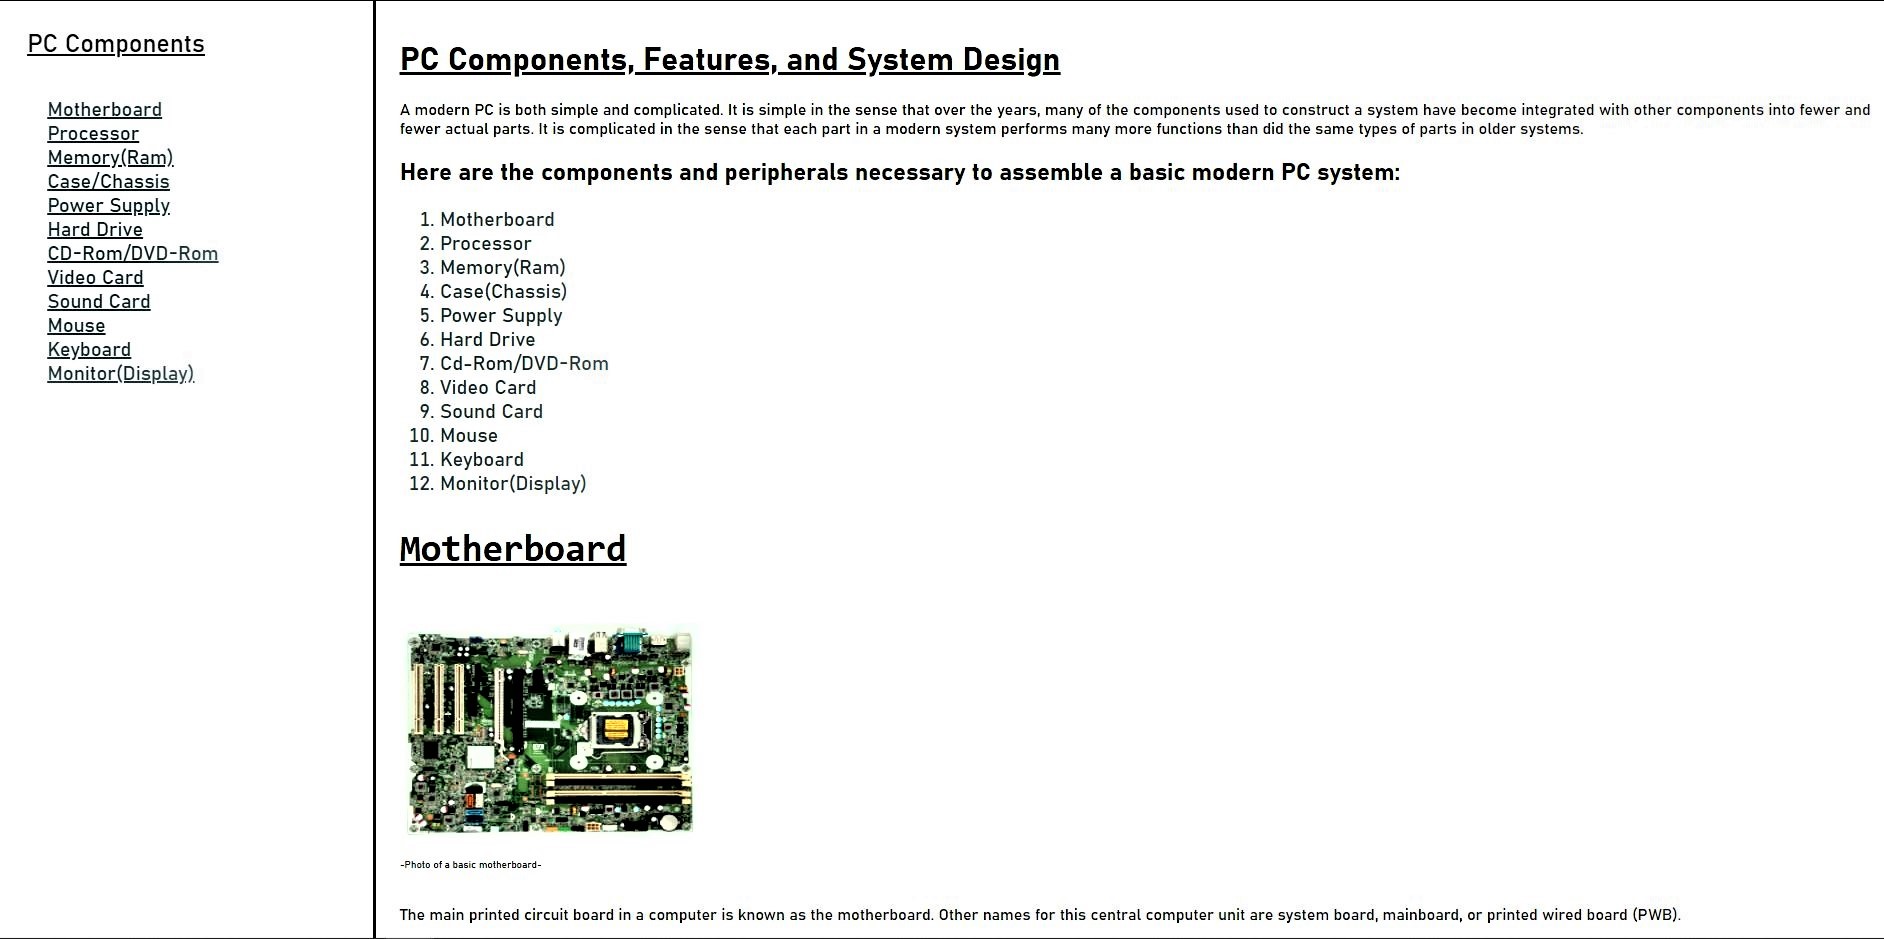 PC Components
Motherboard
Processor
Memory(Ram)
Case/Chassis
Power Supply
Hard Drive
CD-Rom/DVD-Rom
Video Card
Sound Card
Mouse
Keyboard
Monitor(Display)
PC Components, Features, and System Design
A modern PC is both simple and complicated. It is simple in the sense that over the years, many of the components used to construct a system have become integrated with other components into fewer and
fewer actual parts. It is complicated in the sense that each part in a modern system performs many more functions than did the same types of parts in older systems.
Here are the components and peripherals necessary to assemble a basic modern PC system:
1. Motherboard
2. Processor
3. Memory(Ram)
4. Case(Chassis)
5. Power Supply
6. Hard Drive
7. Cd-Rom/DVD-Rom
8. Video Card
9. Sound Card
10. Mouse
11. Keyboard
12. Monitor(Display)
Motherboard
-Photo of a basic motherboard-
The main printed circuit board in a computer is known as the motherboard. Other names for this central computer unit are system board, mainboard, or printed wired board (PWB).